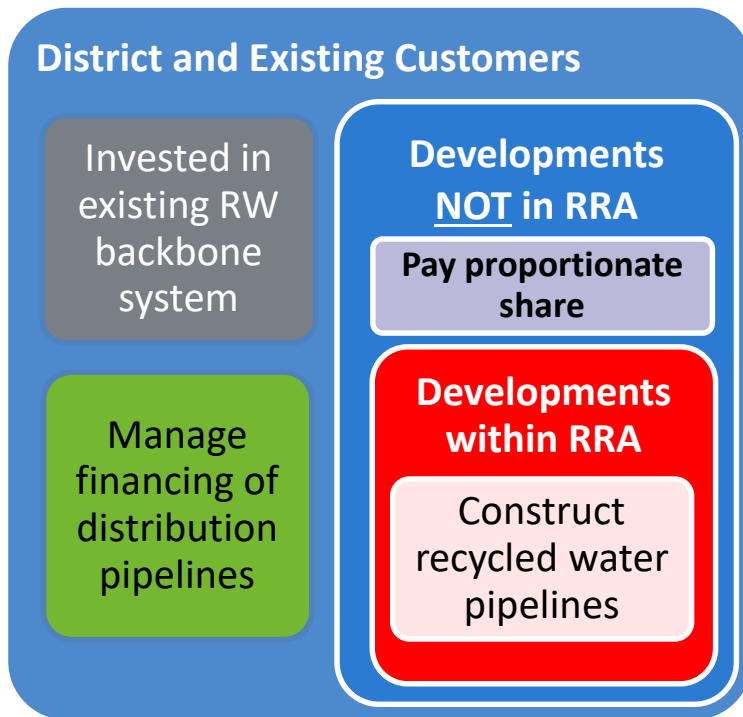 District and Existing Customers
Invested in
existing RW
backbone
system
Manage
financing of
distribution
pipelines
Developments
NOT in RRA
Pay proportionate
share
Developments
within RRA
Construct
recycled water
pipelines